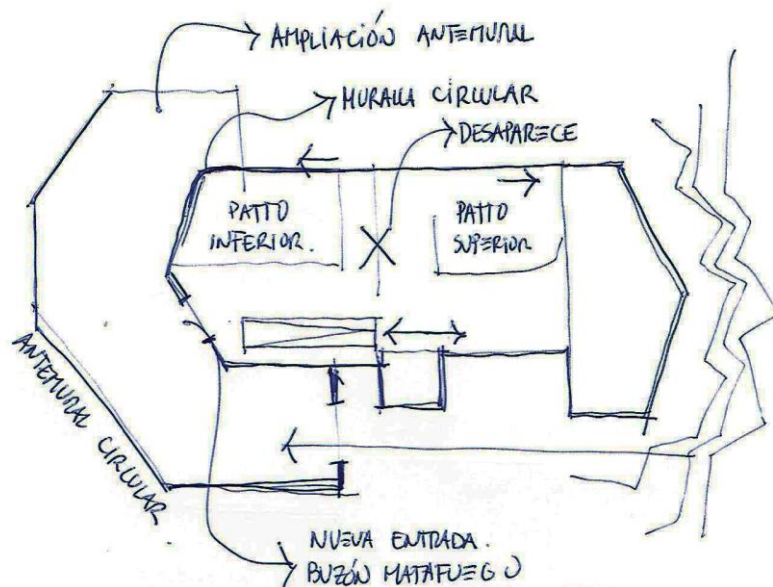 AMPLIACIÓN ANTEMURAL
MURALLA CIRCULAR
DESAPARECE
PATIO
INFERIOR.
PATIO
SUPERIOR
ANTEMURAL CIRCULAR
NUEVA ENTRADA.
BUZÓN MATAFUEGO